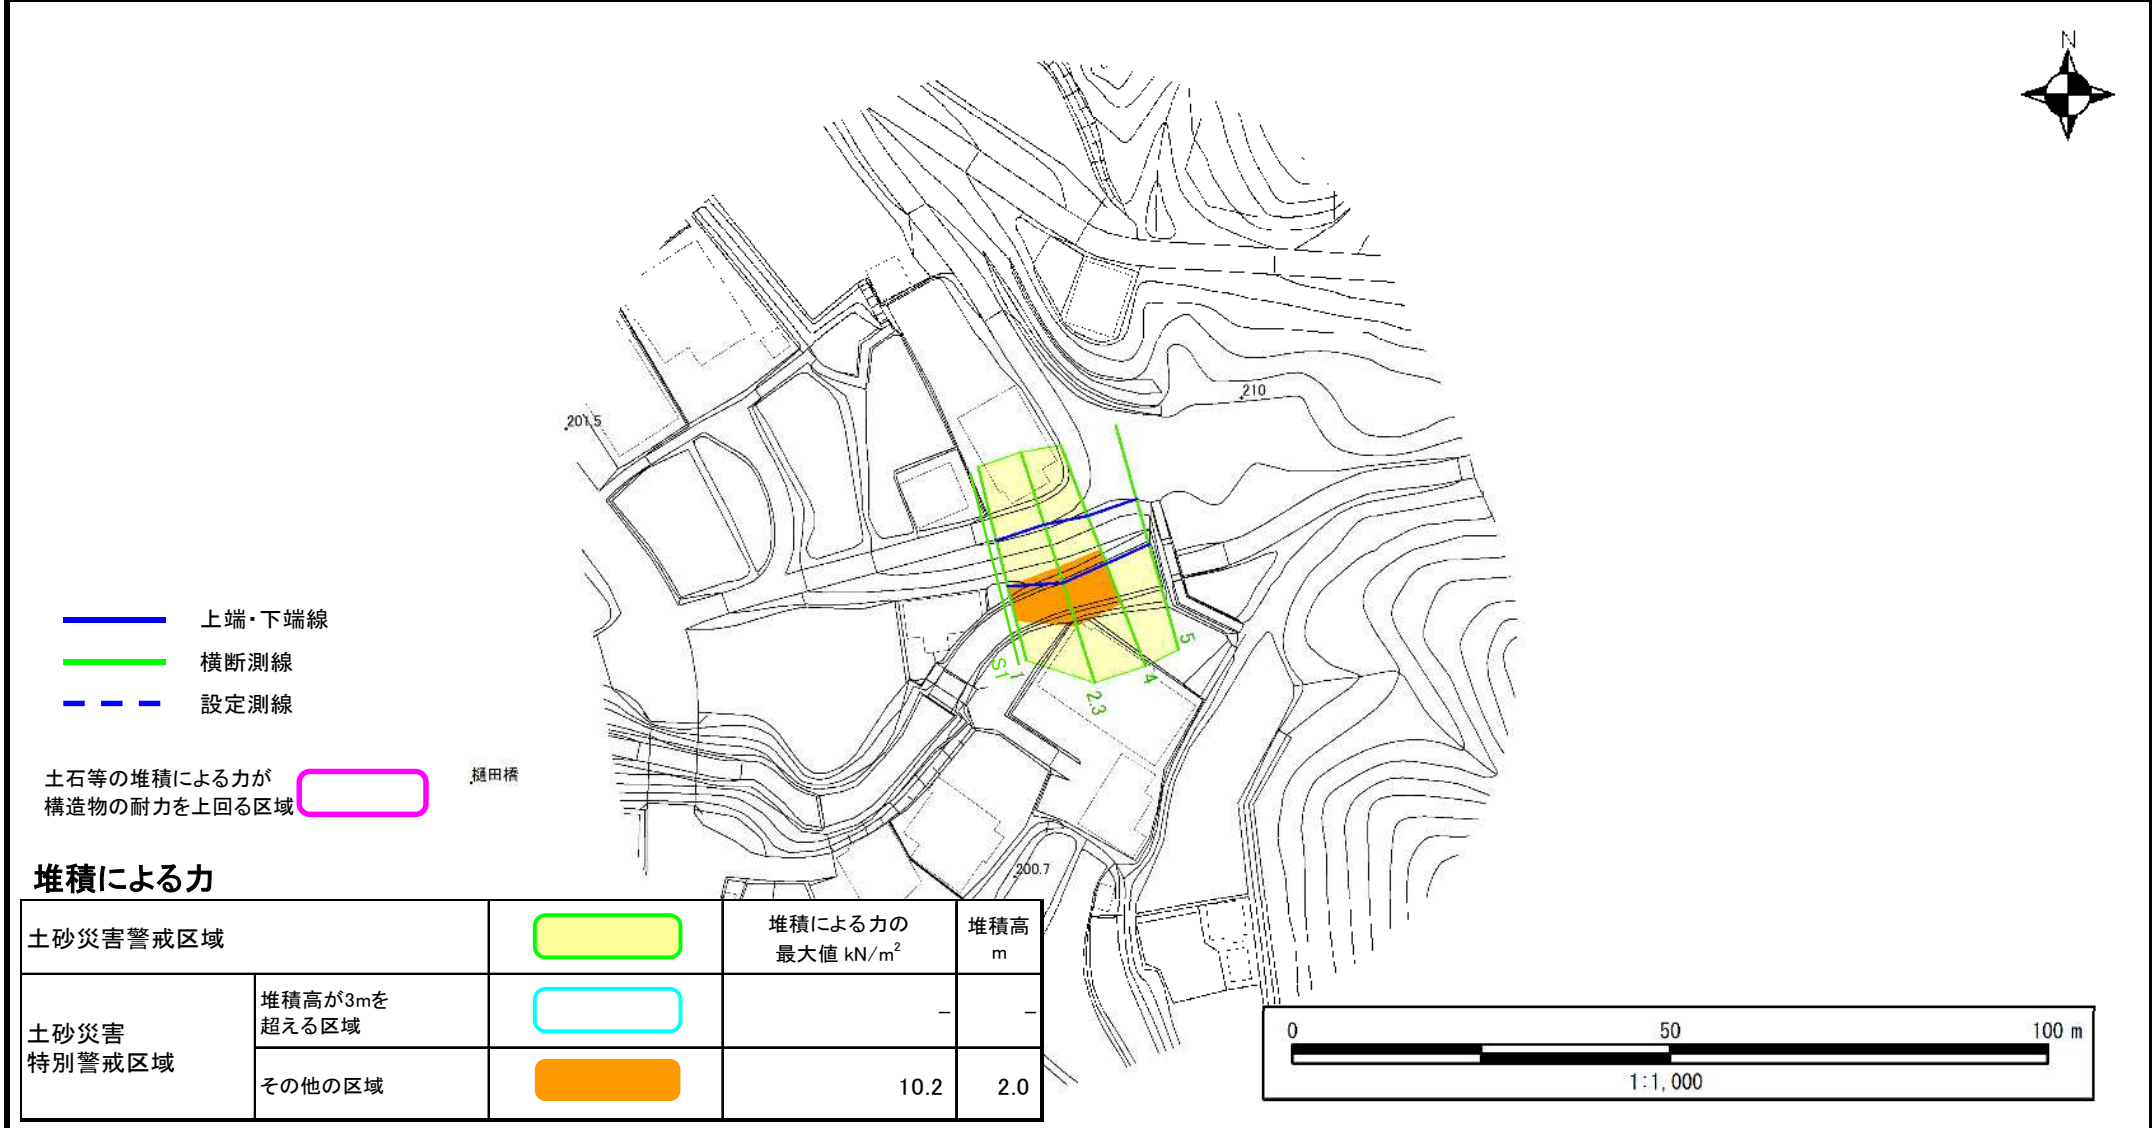 N
210
201.5
5
4
S1
1
2.3
上端・下端線
横断測線
設定測線
土石等の堆積による力が
構造物の耐力を上回る区域
樋田橋
200.7
堆積による力
土砂災害警戒区域
堆積による力の
最大値 kN/m²
堆積高
m
土砂災害
特別警戒区域
堆積高が3mを
超える区域
–
–
その他の区域
10.2
2.0
0 50 100 m
1:1,000